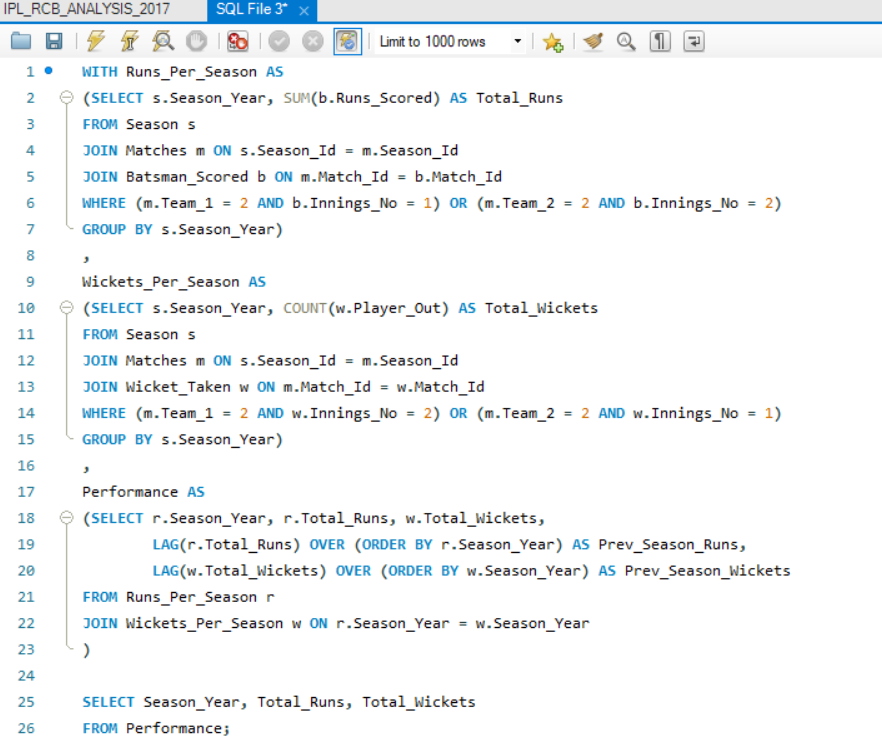 IPL_RCB_ANALYSIS_2017 SQL File 3* ×
Limit to 1000 rows
1 WITH Runs_Per_Season AS
2 (SELECT s.Season_Year, SUM(b.Runs_Scored) AS Total_Runs
3 FROM Season s
4 JOIN Matches m ON s.Season_Id = m.Season_Id
5 JOIN Batsman_Scored b ON m.Match_Id = b.Match_Id
6 WHERE (m.Team_1 = 2 AND b.Innings_No = 1) OR (m.Team_2 = 2 AND b.Innings_No = 2)
7 GROUP BY s.Season_Year)
8 ,
9 Wickets_Per_Season AS
10 (SELECT s.Season_Year, COUNT(w.Player_Out) AS Total_Wickets
11 FROM Season s
12 JOIN Matches m ON s.Season_Id = m.Season_Id
13 JOIN Wicket_Taken w ON m.Match_Id = w.Match_Id
14 WHERE (m.Team_1 = 2 AND w.Innings_No = 2) OR (m.Team_2 = 2 AND w.Innings_No = 1)
15 GROUP BY s.Season_Year)
16 ,
17 Performance AS
18 (SELECT r.Season_Year, r.Total_Runs, w.Total_Wickets,
19 LAG(r.Total_Runs) OVER (ORDER BY r.Season_Year) AS Prev_Season_Runs,
20 LAG(w.Total_Wickets) OVER (ORDER BY w.Season_Year) AS Prev_Season_Wickets
21 FROM Runs_Per_Season r
22 JOIN Wickets_Per_Season w ON r.Season_Year = w.Season_Year
23 )
24
25 SELECT Season_Year, Total_Runs, Total_Wickets
26 FROM Performance;